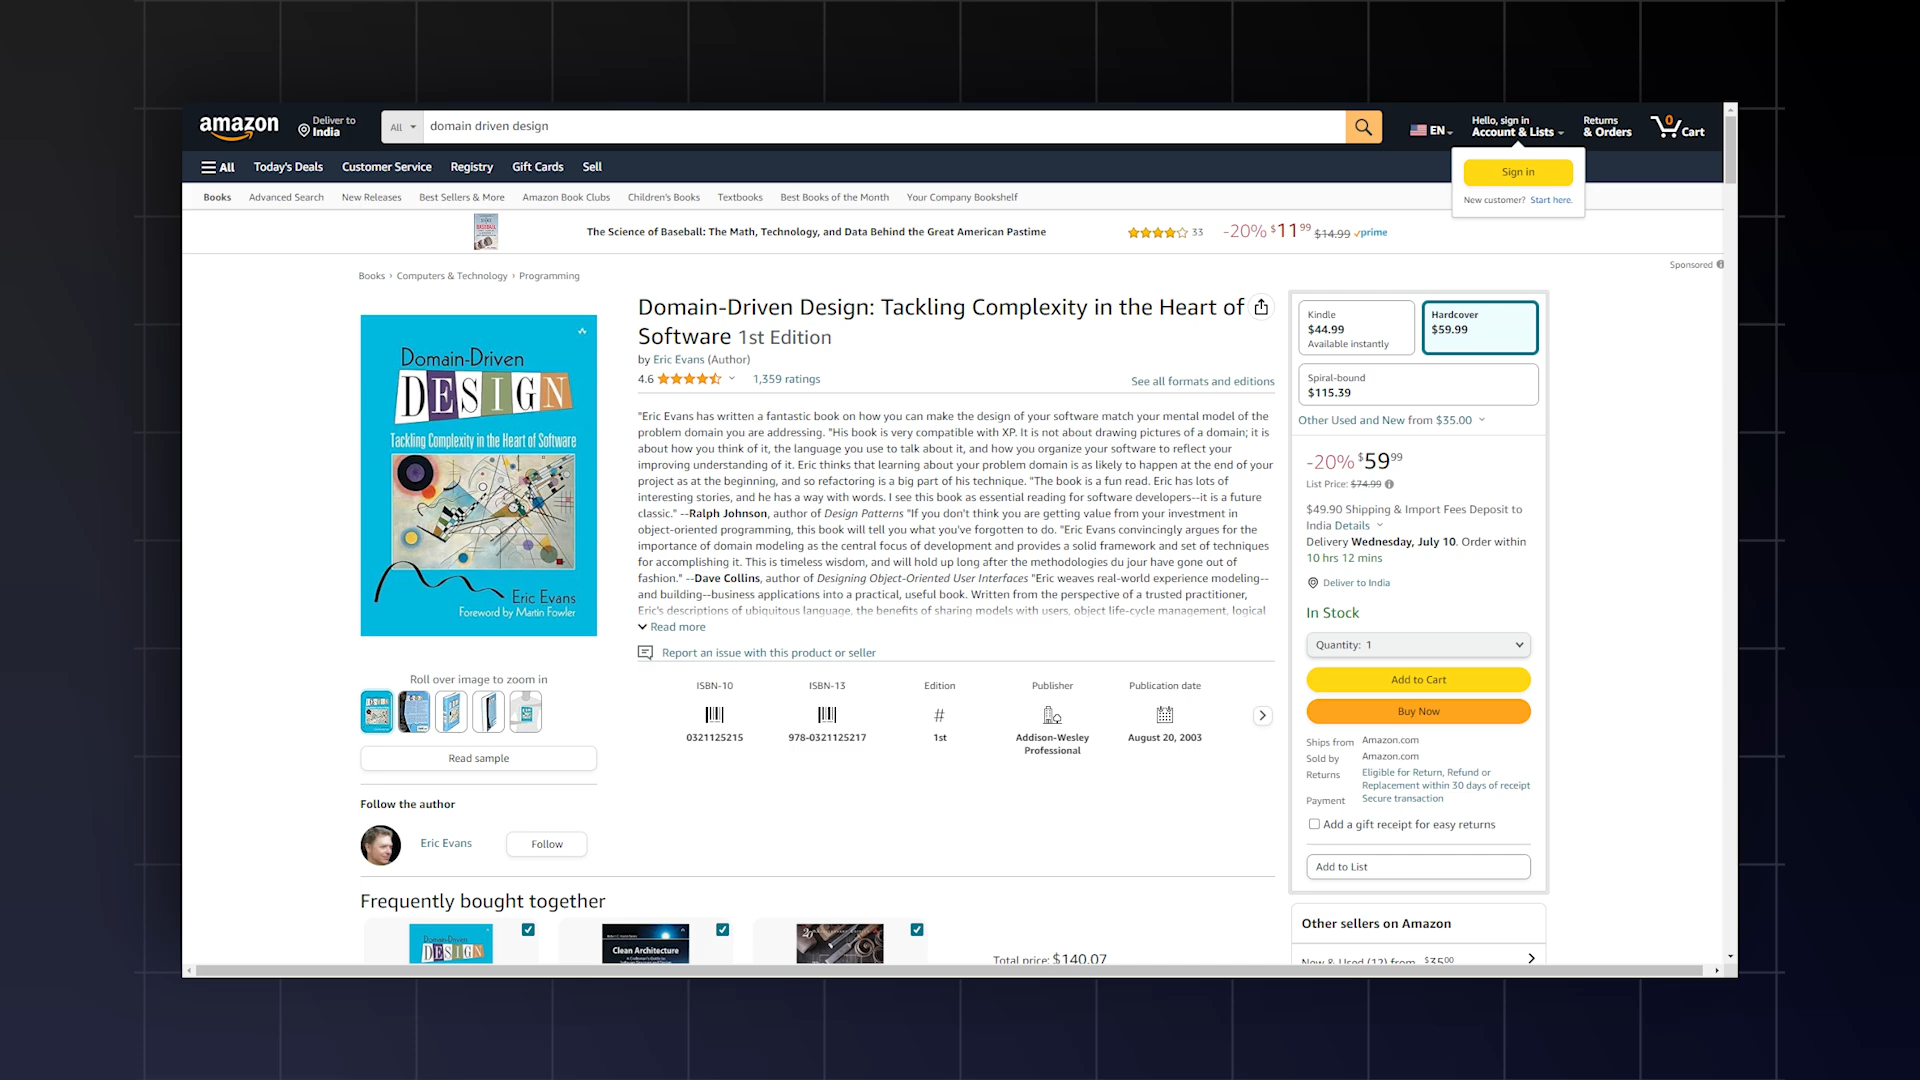 amazon
Deliver to
India
All
domain driven design
EN
Hello, sign in
Account & Lists
Returns
& Orders
0
Cart
All
Today's Deals
Customer Service
Registry
Gift Cards
Sell
Sign in
New customer? Start here.
Books
Advanced Search
New Releases
Best Sellers & More
Amazon Book Clubs
Children's Books
Textbooks
Best Books of the Month
Your Company Bookshelf
The Science of Baseball: The Math, Technology, and Data Behind the Great American Pastime
33
-20% $11.99 $14.99 prime
Sponsored
Books › Computers & Technology › Programming
Domain-Driven
DESIGN
Tackling Complexity in the Heart of Software
Eric Evans
Foreword by Martin Fowler
Roll over image to zoom in
Read sample
Follow the author
Eric Evans
Follow
Domain-Driven Design: Tackling Complexity in the Heart of
Software 1st Edition
by Eric Evans (Author)
4.6
1,359 ratings
See all formats and editions
"Eric Evans has written a fantastic book on how you can make the design of your software match your mental model of the
problem domain you are addressing. "His book is very compatible with XP. It is not about drawing pictures of a domain; it is
about how you think of it, the language you use to talk about it, and how you organize your software to reflect your
improving understanding of it. Eric thinks that learning about your problem domain is as likely to happen at the end of your
project as at the beginning, and so refactoring is a big part of his technique. "The book is a fun read. Eric has lots of
interesting stories, and he has a way with words. I see this book as essential reading for software developers--it is a future
classic." --Ralph Johnson, author of Design Patterns "If you don't think you are getting value from your investment in
object-oriented programming, this book will tell you what you've forgotten to do. "Eric Evans convincingly argues for the
importance of domain modeling as the central focus of development and provides a solid framework and set of techniques
for accomplishing it. This is timeless wisdom, and will hold up long after the methodologies du jour have gone out of
fashion." --Dave Collins, author of Designing Object-Oriented User Interfaces "Eric weaves real-world experience modeling--
and building--business applications into a practical, useful book. Written from the perspective of a trusted practitioner,
Eric's descriptions of ubiquitous language, the benefits of sharing models with users, object life-cycle management, logical
Read more
Report an issue with this product or seller
ISBN-10
0321125215
ISBN-13
978-0321125217
Edition
#
1st
Publisher
Addison-Wesley
Professional
Publication date
August 20, 2003
Kindle
$44.99
Available instantly
Hardcover
$59.99
Spiral-bound
$115.39
Other Used and New from $35.00
-20% $59.99
List Price: $74.99
$49.90 Shipping & Import Fees Deposit to
India Details
Delivery Wednesday, July 10. Order within
10 hrs 12 mins
Deliver to India
In Stock
Quantity: 1
Add to Cart
Buy Now
Ships from Amazon.com
Sold by Amazon.com
Returns Eligible for Return, Refund or
Replacement within 30 days of receipt
Payment Secure transaction
Add a gift receipt for easy returns
Add to List
Frequently bought together
Domain-Driven
DESIGN
Clean Architecture
Total price: $140.07
Other sellers on Amazon
New & Used (12) from $35.00